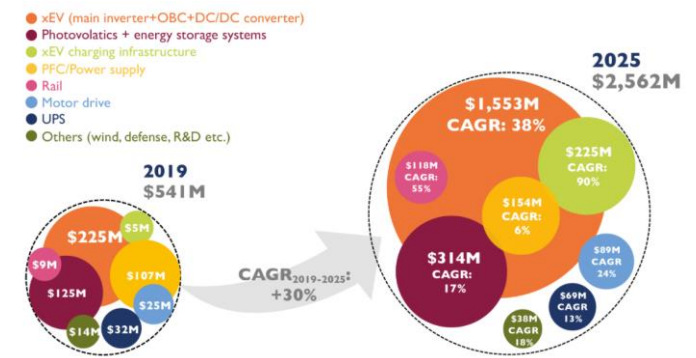 xEV (main inverter+OBC+DC/DC converter)
Photovolatics + energy storage systems
xEV charging infrastructure
PFC/Power supply
Rail
Motor drive
UPS
Others (wind, defense, R&D etc.)
2019
$541M
$225M
$5M
$9M
$107M
$125M
$25M
$14M
$32M
CAGR2019-2025:
+30%
2025
$2,562M
$1,553M
CAGR: 38%
$225M
CAGR:
90%
$118M
CAGR:
55%
$154M
CAGR:
6%
$314M
CAGR:
17%
$89M
CAGR
24%
$69M
CAGR
13%
$38M
CAGR
18%